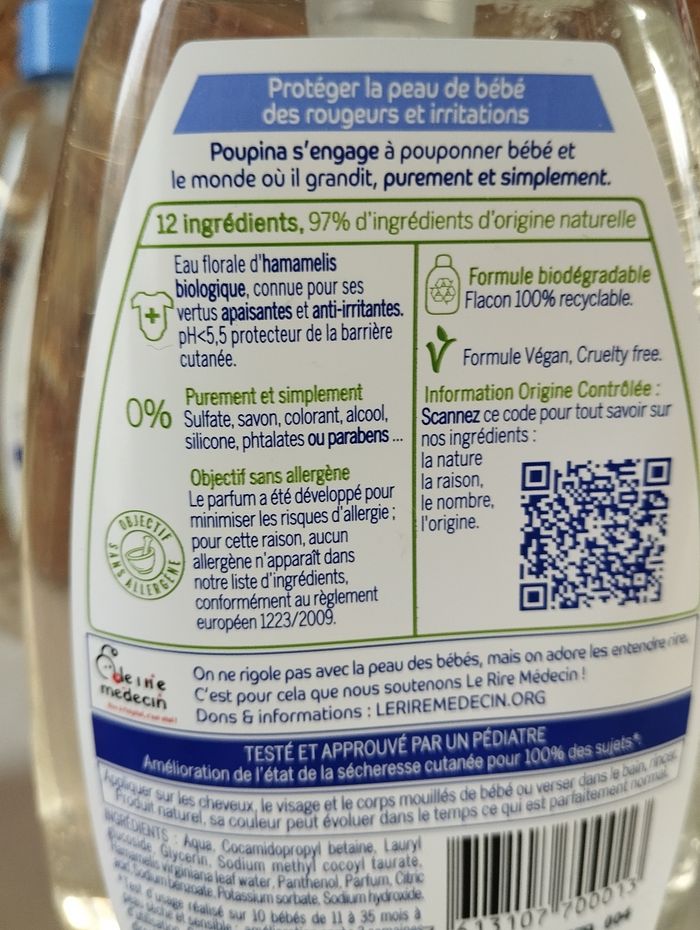 Protéger la peau de bébé
des rougeurs et irritations
Poupina s'engage à pouponner bébé et
le monde où il grandit, purement et simplement.
12 ingrédients, 97% d'ingrédients d'origine naturelle
Eau florale d'hamamelis
biologique, connue pour ses
vertus apaisantes et anti-irritantes.
pH<5,5 protecteur de la barrière
cutanée.
0%
Purement et simplement
Sulfate, savon, colorant, alcool,
silicone, phtalates ou parabens ...
Objectif sans allergène
Le parfum a été développé pour
minimiser les risques d'allergie ;
pour cette raison, aucun
allergène n'apparaît dans
notre liste d'ingrédients,
conformément au règlement
européen 1223/2009.
OBJECTIF
SANS ALLERGÈNE
Formule biodégradable
Flacon 100% recyclable.
Formule Végan, Cruelty free.
Information Origine Contrôlée :
Scannez ce code pour tout savoir sur
nos ingrédients :
la nature
la raison,
le nombre,
l'origine.
le rire
medecin
On ne rigole pas avec la peau des bébés, mais on adore les entendre rire.
C'est pour cela que nous soutenons Le Rire Médecin !
Dons & informations : LERIREMEDECIN.ORG
TESTÉ ET APPROUVÉ PAR UN PÉDIATRE
Amélioration de l'état de la sécheresse cutanée pour 100% des sujets*.
Appliquer sur les cheveux, le visage et le corps mouillés de bébé ou verser dans le bain, rincer.
Produit naturel, sa couleur peut évoluer dans le temps ce qui est parfaitement normal.
INGRÉDIENTS : Aqua, Cocamidopropyl betaine, Lauryl
glucoside, Glycerin, Sodium methyl cocoyl taurate,
Hamamelis virginiana leaf water, Panthenol, Parfum, Citric
acid, Sodium benzoate, Potassium sorbate, Sodium hydroxide.
*Test d'usage réalisé sur 10 bébés de 11 à 35 mois à
peau sèche et sensible